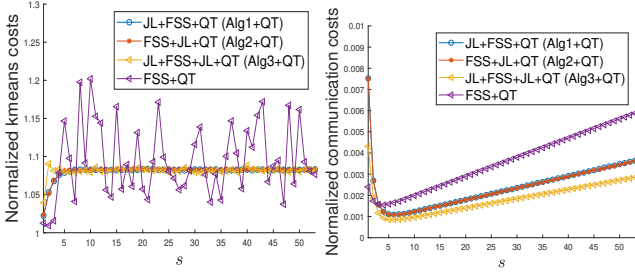 Normalized kmeans costs
1.3
1.25
1.2
1.15
1.1
1.05
1
5 10 15 20 25 30 35 40 45 50
s
JL+FSS+QT (Alg1+QT)
FSS+JL+QT (Alg2+QT)
JL+FSS+JL+QT (Alg3+QT)
FSS+QT
Normalized communication costs
0.01
0.009
0.008
0.007
0.006
0.005
0.004
0.003
0.002
0.001
0
5 10 15 20 25 30 35 40 45 50
s
JL+FSS+QT (Alg1+QT)
FSS+JL+QT (Alg2+QT)
JL+FSS+JL+QT (Alg3+QT)
FSS+QT